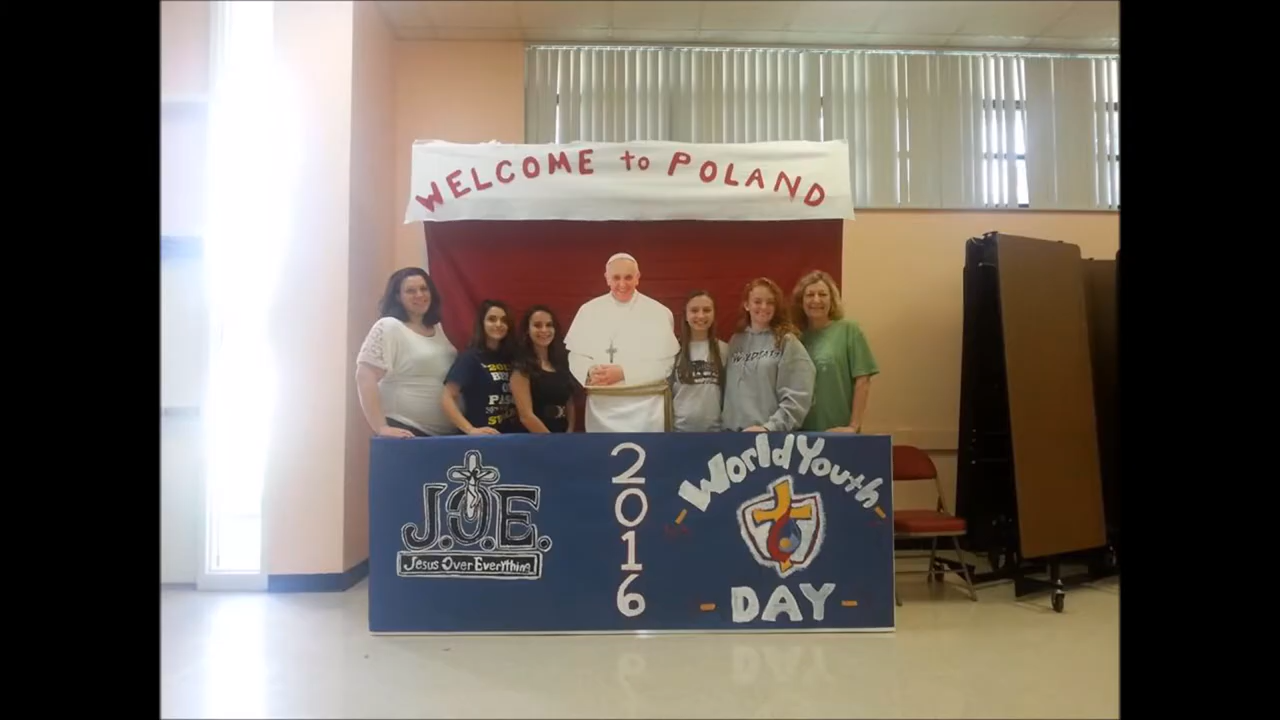 WELCOME to POLAND
J.O.E.
Jesus Over Everything
2016
World Youth
DAY